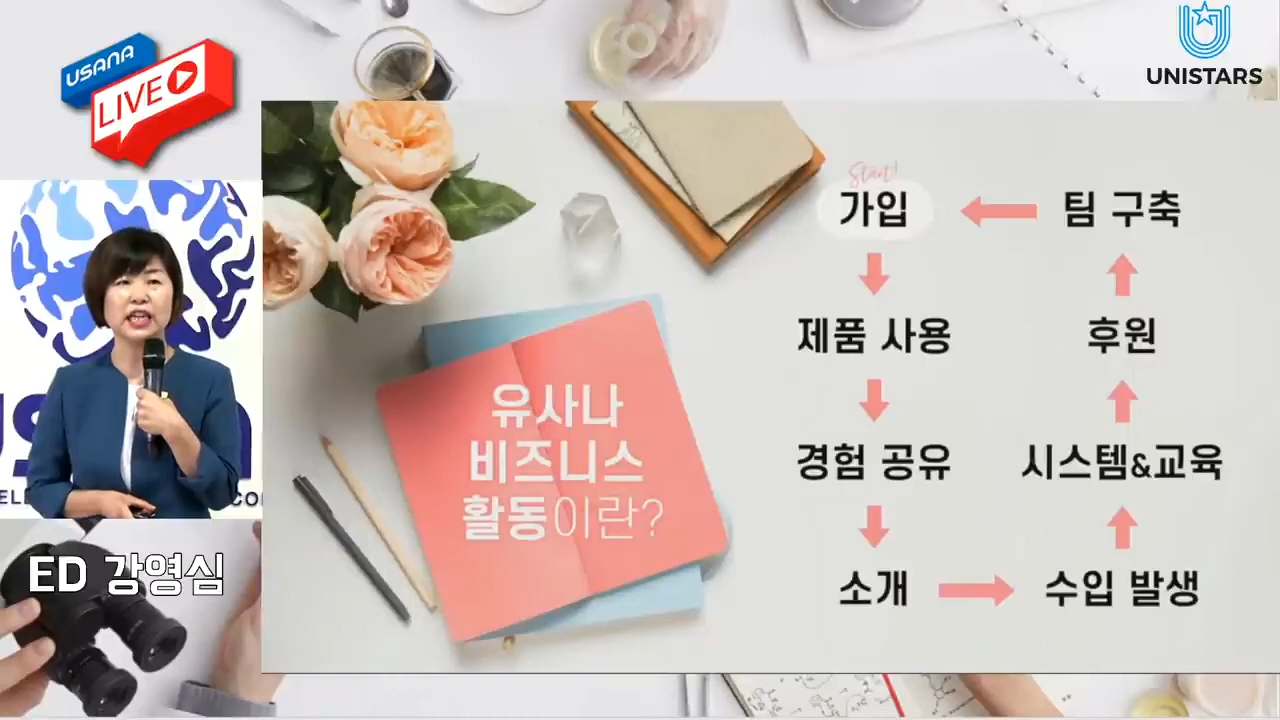 USANA
LIVE
UNISTARS
Start!
가입
팀 구축
제품 사용
후원
경험 공유
시스템&교육
소개
수입 발생
유사나
비즈니스
활동이란?
ED 강영심